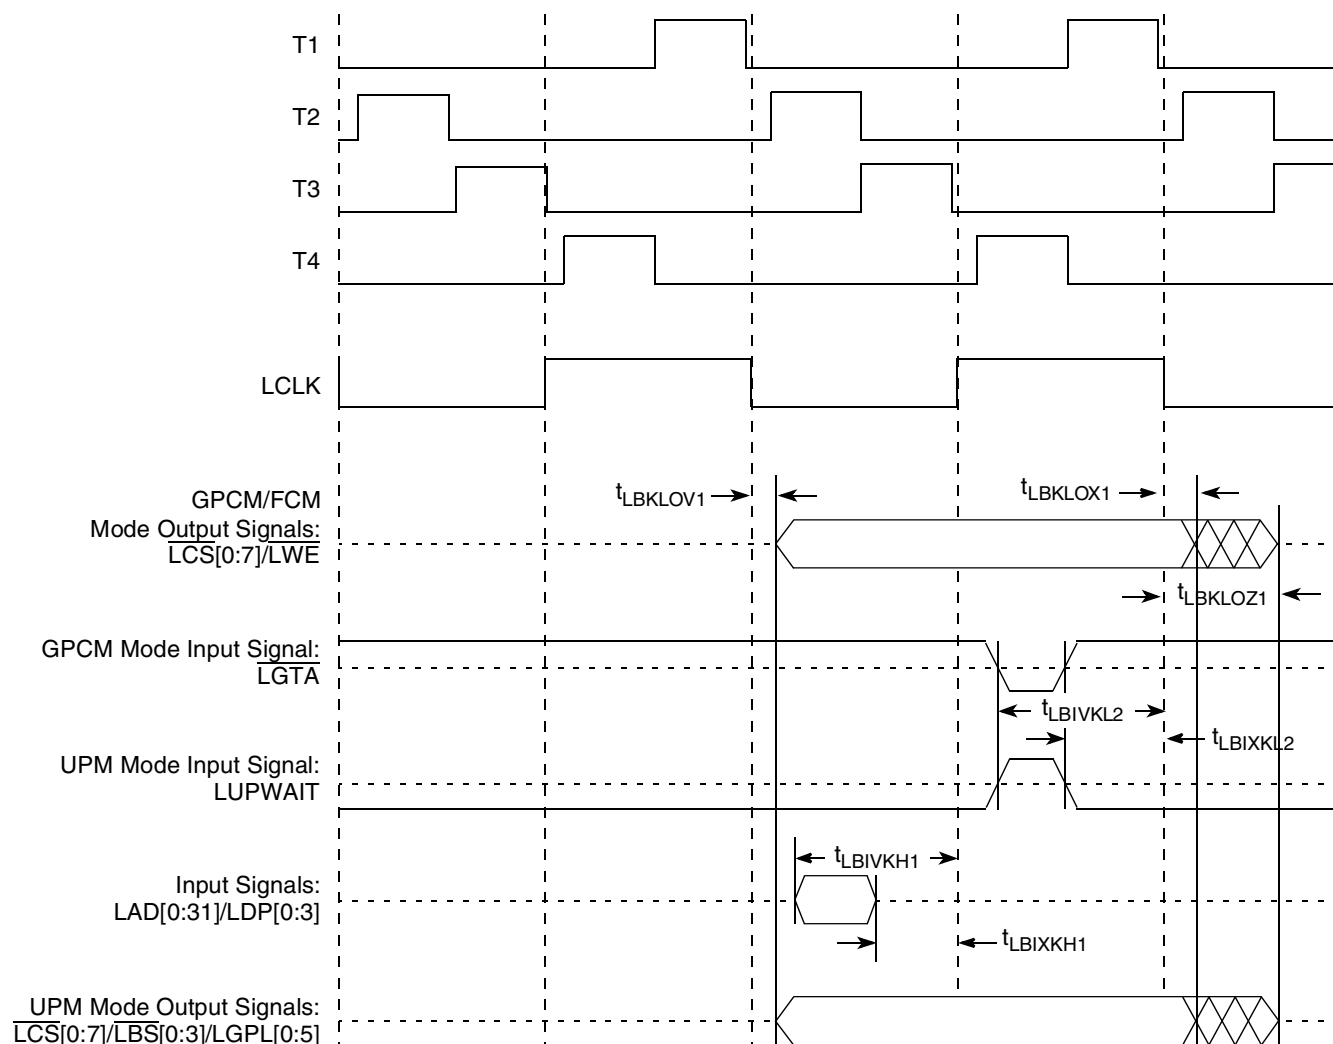 T1
T2
T3
T4
LCLK
GPCM/FCM
Mode Output Signals:
LCS[0:7]/LWE
tLBKLOV1
tLBKLOX1
tLBKLOZ1
GPCM Mode Input Signal:
LGTA
tLBIVKL2
tLBIXKL2
UPM Mode Input Signal:
LUPWAIT
tLBIVKH1
Input Signals:
LAD[0:31]/LDP[0:3]
tLBIXKH1
UPM Mode Output Signals:
LCS[0:7]/LBS[0:3]/LGPL[0:5]